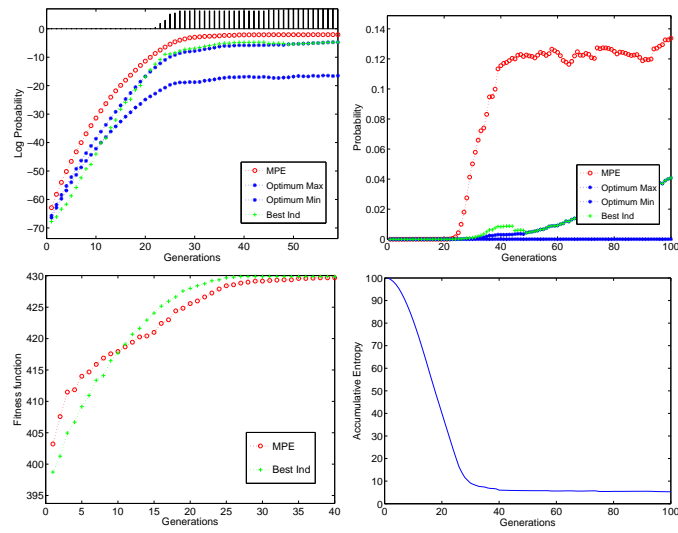 0
−10
−20
−30
−40
−50
−60
−70
Log Probability
0 10 20 30 40 50
Generations
MPE
Optimum Max
Optimum Min
Best Ind
0.14
0.12
0.1
0.08
0.06
0.04
0.02
0
Probability
0 20 40 60 80 100
Generations
MPE
Optimum Max
Optimum Min
Best Ind
430
425
420
415
410
405
400
395
Fitness function
0 5 10 15 20 25 30 35 40
Generations
MPE
Best Ind
100
90
80
70
60
50
40
30
20
10
0
Accumulative Entropy
0 20 40 60 80 100
Generations